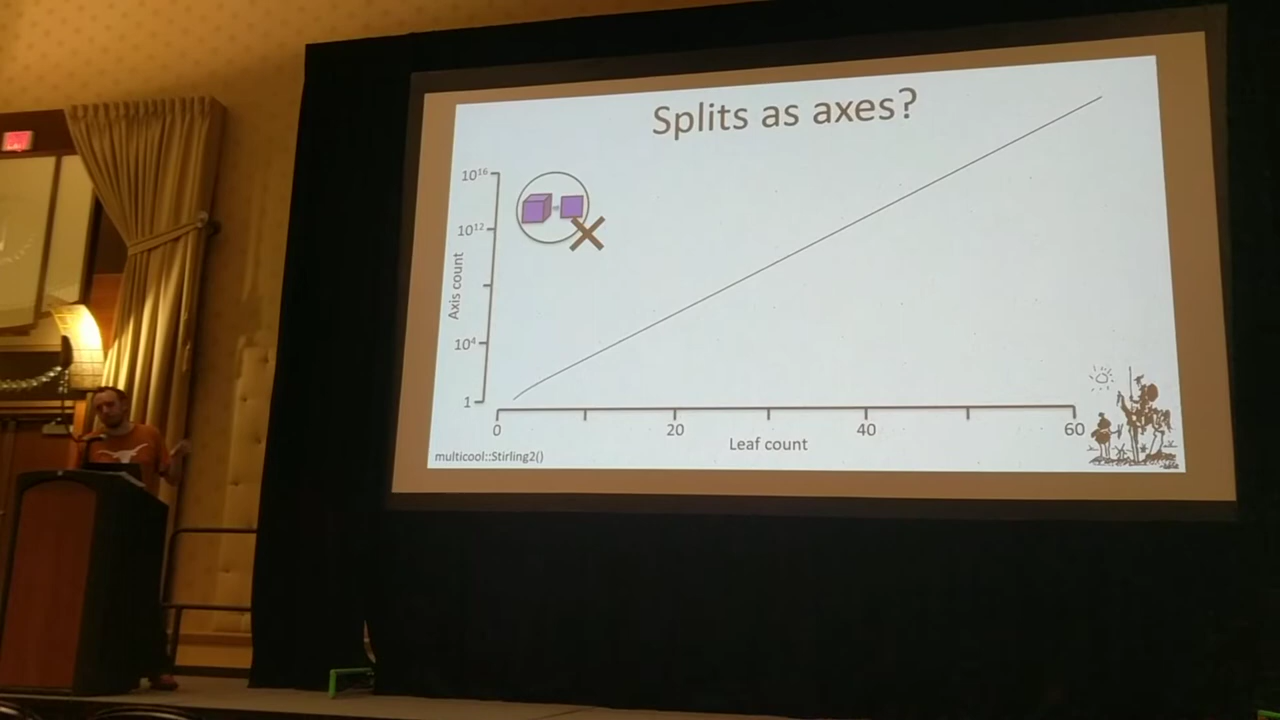 Splits as axes?
10¹⁶
10¹²
10⁴
1
Axis count
0 20 40 60
Leaf count
multicool::Stirling2()